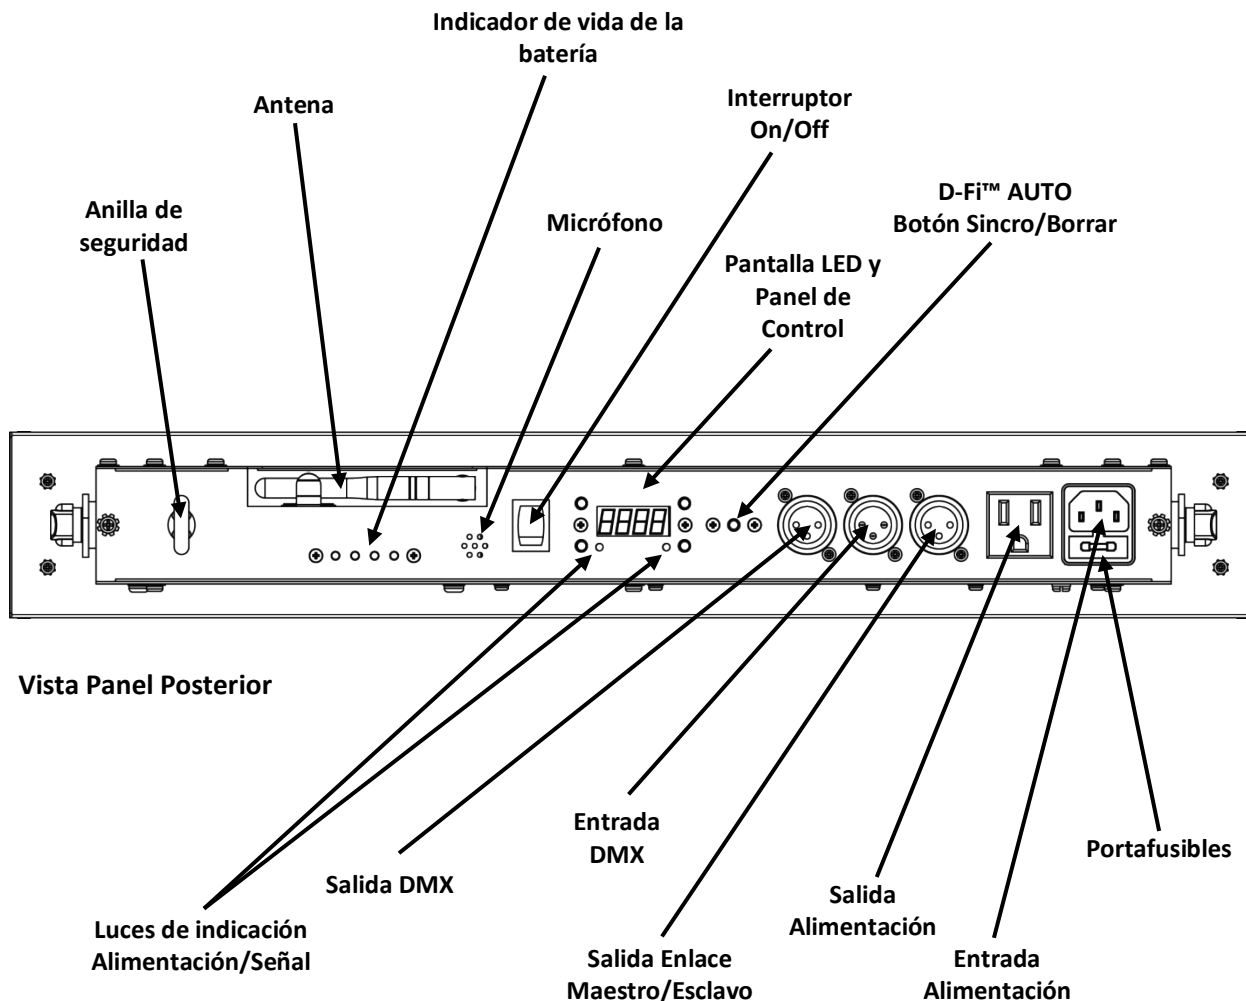 Indicador de vida de la
batería
Antena
Interruptor
On/Off
Anilla de
seguridad
Micrófono
D-Fi™ AUTO
Botón Sincro/Borrar
Pantalla LED y
Panel de
Control
8888
Vista Panel Posterior
Entrada
DMX
Portafusibles
Salida DMX
Salida
Alimentación
Luces de indicación
Alimentación/Señal
Salida Enlace
Maestro/Esclavo
Entrada
Alimentación